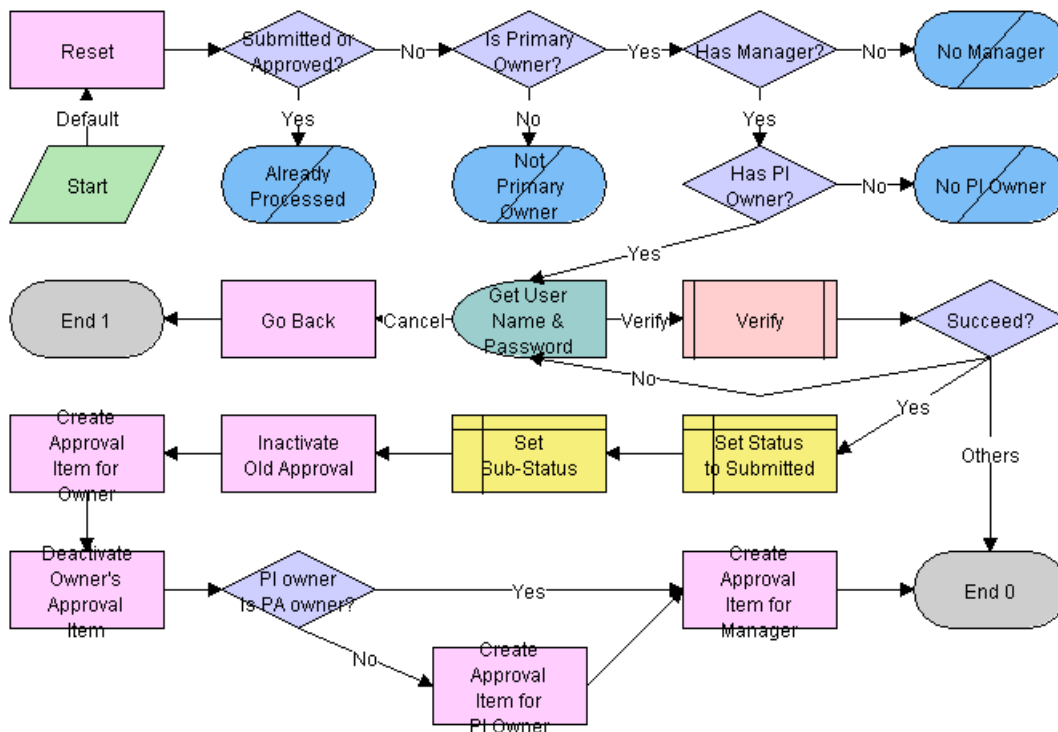 Reset
Submitted or
Approved?
No
Is Primary
Owner?
Yes
Has Manager?
No
No Manager
Default
Yes
No
Yes
Start
Already
Processed
Not
Primary
Owner
Has PI
Owner?
No
No PI Owner
Yes
End 1
Go Back
Cancel
Get User
Name &
Password
Verify
Verify
Succeed?
No
Yes
Others
Create
Approval
Item for
Owner
Inactivate
Old Approval
Set
Sub-Status
Set Status
to Submitted
Deactivate
Owner's
Approval
Item
PI owner
Is PA owner?
Yes
Create
Approval
Item for
Manager
End 0
No
Create
Approval
Item for
PI Owner